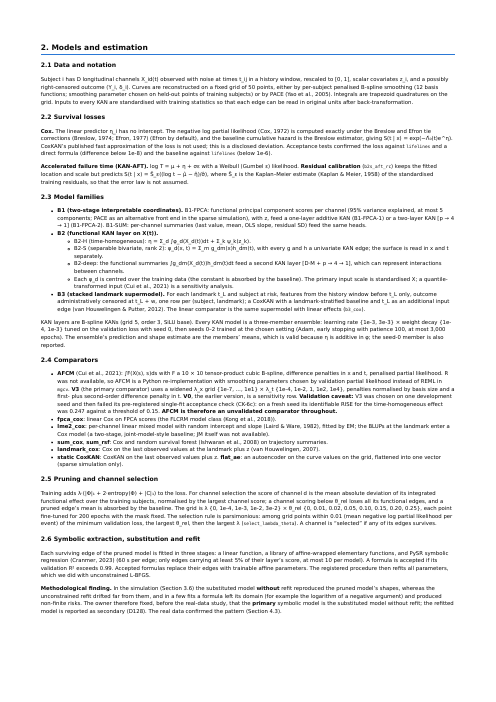 2. Models and estimation
2.1 Data and notation
Subject i has D longitudinal channels X_id(t) observed with noise at times t_ij in a history window, rescaled to [0, 1], scalar covariates z_i, and a possibly
right-censored outcome (Y_i, δ_i). Curves are reconstructed on a fixed grid of 50 points, either by per-subject penalised B-spline smoothing (12 basis
functions; smoothing parameter chosen on held-out points of training subjects) or by PACE (Yao et al., 2005). Integrals are trapezoid quadratures on the
grid. Inputs to every KAN are standardised with training statistics so that each edge can be read in original units after back-transformation.
2.2 Survival losses
Cox. The linear predictor η_i has no intercept. The negative log partial likelihood (Cox, 1972) is computed exactly under the Breslow and Efron tie
corrections (Breslow, 1974; Efron, 1977) (Efron by default), and the baseline cumulative hazard is the Breslow estimator, giving S(t | x) = exp(−Λ₀(t)e^η).
CoxKAN's published fast approximation of the loss is not used; this is a disclosed deviation. Acceptance tests confirmed the loss against lifelines and a
direct formula (difference below 1e-8) and the baseline against lifelines (below 1e-6).
Accelerated failure time (KAN-AFT). log T = μ + η + σε with a Weibull (Gumbel ε) likelihood. Residual calibration (b2s_aft_rc) keeps the fitted
location and scale but predicts S(t | x) = Ŝ_ε((log t − μ̂ − η̂)/σ̂), where Ŝ_ε is the Kaplan–Meier estimate (Kaplan & Meier, 1958) of the standardised
training residuals, so that the error law is not assumed.
2.3 Model families
• B1 (two-stage interpretable coordinates). B1-FPCA: functional principal component scores per channel (95% variance explained, at most 5
components; PACE as an alternative front end in the sparse simulation), with z, feed a one-layer additive KAN (B1-FPCA-1) or a two-layer KAN [p → 4
→ 1] (B1-FPCA-2). B1-SUM: per-channel summaries (last value, mean, OLS slope, residual SD) feed the same heads.
• B2 (functional KAN layer on X(t)).
◦ B2-H (time-homogeneous): η = Σ_d ∫φ_d(X_d(t))dt + Σ_k ψ_k(z_k).
◦ B2-S (separable bivariate, rank 2): φ_d(x, t) = Σ_m g_dm(x)h_dm(t), with every g and h a univariate KAN edge; the surface is read in x and t
separately.
◦ B2-deep: the functional summaries ∫g_dm(X_d(t))h_dm(t)dt feed a second KAN layer [D·M + p → 4 → 1], which can represent interactions
between channels.
◦ Each φ_d is centred over the training data (the constant is absorbed by the baseline). The primary input scale is standardised X; a quantile-
transformed input (Cui et al., 2021) is a sensitivity analysis.
• B3 (stacked landmark supermodel). For each landmark t_L and subject at risk, features from the history window before t_L only, outcome
administratively censored at t_L + w, one row per (subject, landmark); a CoxKAN with a landmark-stratified baseline and t_L as an additional input
edge (van Houwelingen, 2007; van Houwelingen & Putter, 2011). The linear comparator is the same supermodel with linear effects (b3_cox).
KAN layers are B-spline KANs (grid 5, order 3, SiLU base). Every KAN model is a three-member ensemble: learning rate {1e-3, 3e-3} × weight decay {1e-
4, 1e-3} tuned on the validation loss with seed 0, then seeds 0-2 trained at the chosen setting (Adam, early stopping with patience 100, at most 3,000
epochs). The ensemble's prediction and shape estimate are the members' means, which is valid because η is additive in φ; the seed-0 member is also
reported.
2.4 Comparators
• AFCM (Cui et al., 2021): ∫F(X(s), s)ds with F a 10 × 10 tensor-product cubic B-spline, difference penalties in x and t, penalised partial likelihood. R
was not available, so AFCM is a Python re-implementation with smoothing parameters chosen by validation partial likelihood instead of REML in
mgcv. V3 (the primary comparator) uses a widened λ_x grid {1e-7, ..., 1e1} × λ_t {1e-4, 1e-2, 1, 1e2, 1e4}, penalties normalised by basis size and a
first- plus second-order difference penalty in t. V0, the earlier version, is a sensitivity row. Validation caveat: V3 was chosen on one development
seed and then failed its pre-registered single-fit acceptance check (CK-6c): on a fresh seed its identifiable RISE for the time-homogeneous effect
was 0.247 against a threshold of 0.15. AFCM is therefore an unvalidated comparator throughout.
• fpca_cox: linear Cox on FPCA scores (the FLCRM model class (Kong et al., 2018)).
• lme2_cox: per-channel linear mixed model with random intercept and slope (Laird & Ware, 1982), fitted by EM; the BLUPs at the landmark enter a
Cox model (a two-stage, joint-model-style baseline; JM itself was not available).
• sum_cox, sum_rsf: Cox and random survival forest (Ishwaran et al., 2008) on trajectory summaries.
• landmark_cox: Cox on the last observed values at the landmark plus z (van Houwelingen, 2007).
• static CoxKAN: CoxKAN on the last observed values plus z. flat_ae: an autoencoder on the curve values on the grid, flattened into one vector
(sparse simulation only).
2.5 Pruning and channel selection
Training adds λ·(|Φ|₁ + 2·entropy(Φ) + |C|₁) to the loss. For channel selection the score of channel d is the mean absolute deviation of its integrated
functional effect over the training subjects, normalised by the largest channel score; a channel scoring below θ_rel loses all its functional edges, and
a pruned edge's mean is absorbed by the baseline. The grid is λ {0, 1e-4, 1e-3, 1e-2, 3e-2} × θ_rel {0, 0.01, 0.02, 0.05, 0.10, 0.15, 0.20, 0.25}, each point
fine-tuned for 200 epochs with the mask fixed. The selection rule is parsimonious: among grid points within 0.01 (mean negative log partial likelihood per
event) of the minimum validation loss, the largest θ_rel, then the largest λ (select_lambda_theta). A channel is "selected" if any of its edges survives.
2.6 Symbolic extraction, substitution and refit
Each surviving edge of the pruned model is fitted in three stages: a linear function, a library of affine-wrapped elementary functions, and PySR symbolic
regression (Cranmer, 2023) (60 s per edge; only edges carrying at least 5% of their layer's score, at most 10 per model). A formula is accepted if its
validation R² exceeds 0.99. Accepted formulas replace their edges with trainable affine parameters. The registered procedure then refits all parameters,
which we did with unconstrained L-BFGS.
Methodological finding. In the simulation (Section 3.6) the substituted model without refit reproduced the pruned model's shapes, whereas the
unconstrained refit drifted far from them, and in a few fits a formula left its domain (for example the logarithm of a negative argument) and produced
non-finite risks. The owner therefore fixed, before the real-data study, that the primary symbolic model is the substituted model without refit; the refitted
model is reported as secondary (D128). The real data confirmed the pattern (Section 4.3).